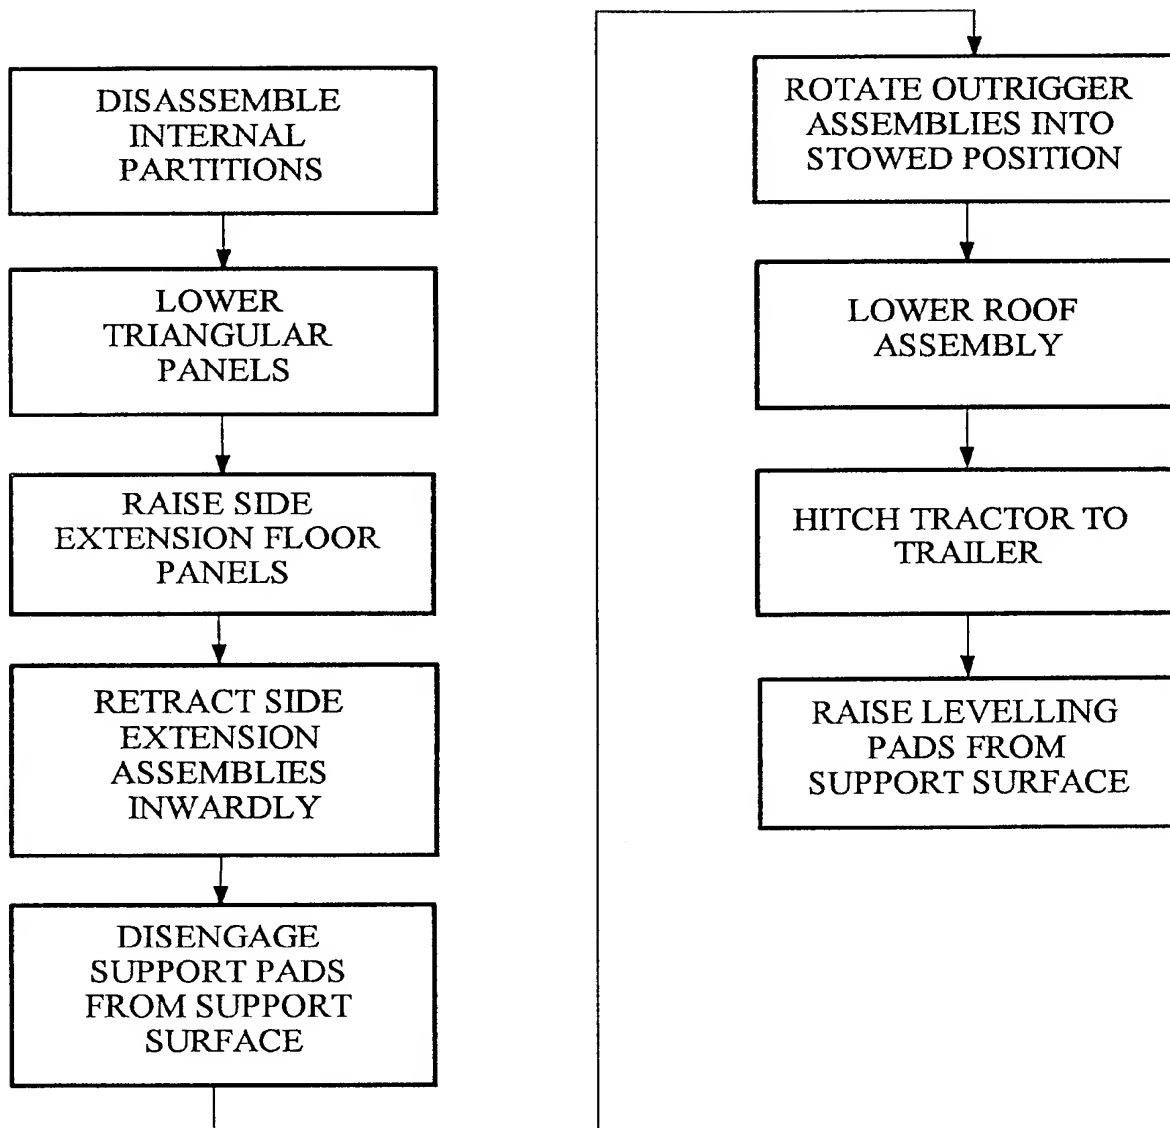 DISASSEMBLE
INTERNAL
PARTITIONS
LOWER
TRIANGULAR
PANELS
RAISE SIDE
EXTENSION FLOOR
PANELS
RETRACT SIDE
EXTENSION
ASSEMBLIES
INWARDLY
DISENGAGE
SUPPORT PADS
FROM SUPPORT
SURFACE
ROTATE OUTRIGGER
ASSEMBLIES INTO
STOWED POSITION
LOWER ROOF
ASSEMBLY
HITCH TRACTOR TO
TRAILER
RAISE LEVELLING
PADS FROM
SUPPORT SURFACE